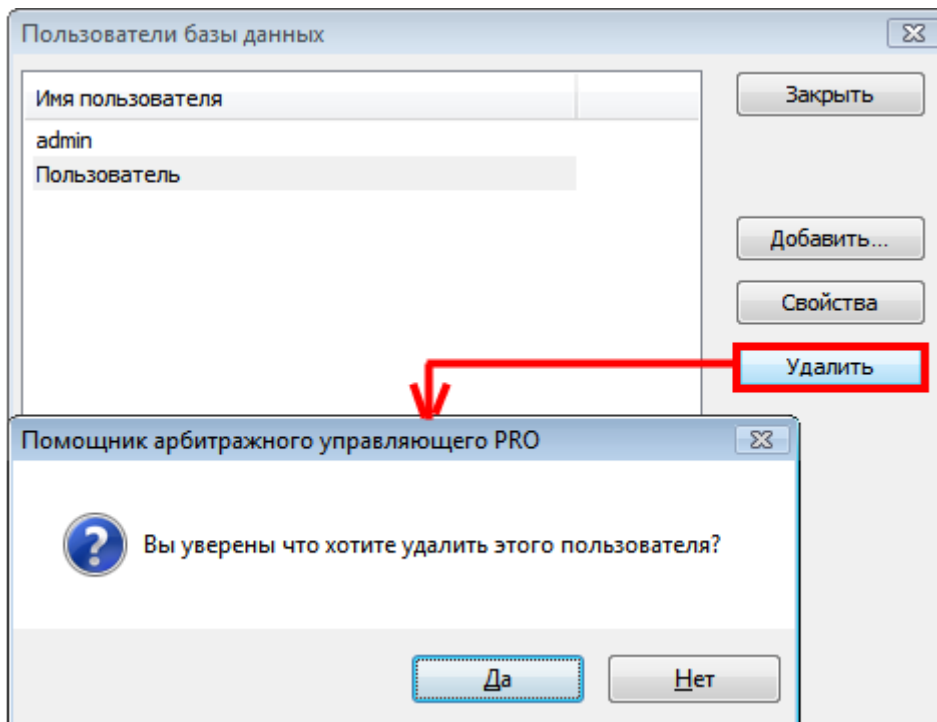 Пользователи базы данных
Имя пользователя
Закрыть
admin
Пользователь
Добавить...
Свойства
Удалить
Помощник арбитражного управляющего PRO
Вы уверены что хотите удалить этого пользователя?
Да
Нет